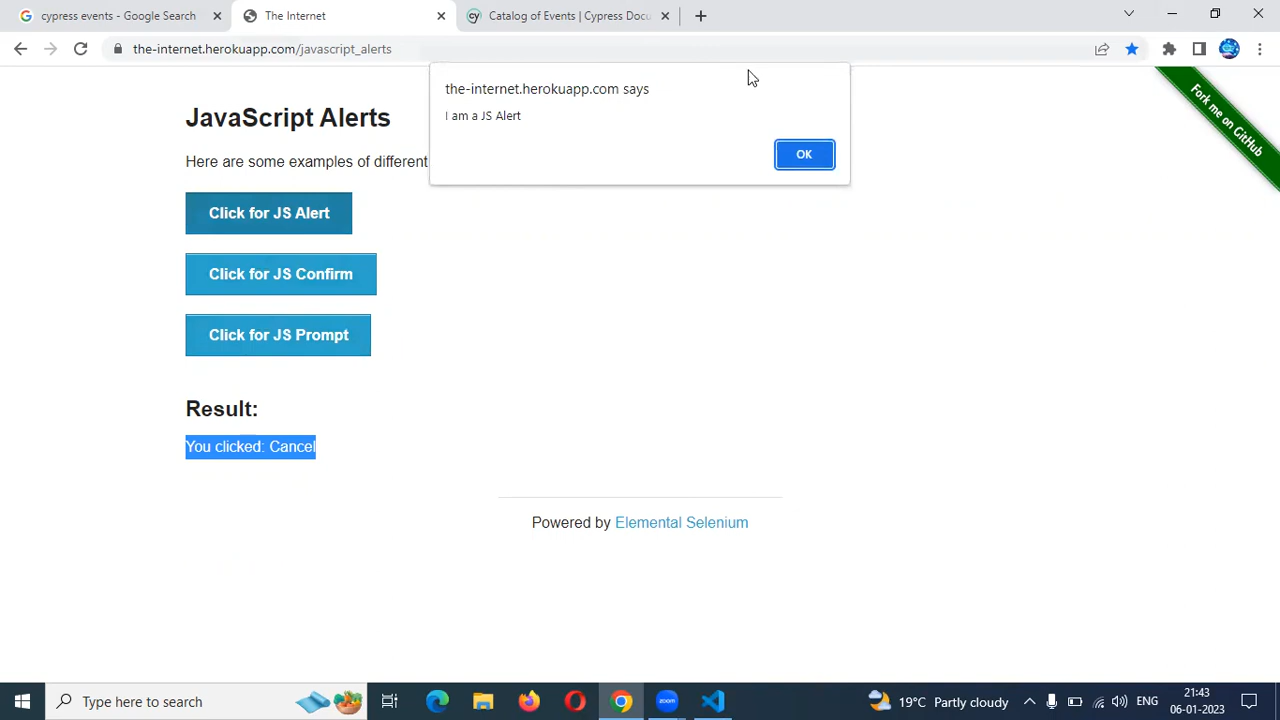 cypress events - Google Search
The Internet
Catalog of Events | Cypress Docu
the-internet.herokuapp.com/javascript_alerts
the-internet.herokuapp.com says
I am a JS Alert
OK
Fork me on GitHub
JavaScript Alerts
Here are some examples of different
Click for JS Alert
Click for JS Confirm
Click for JS Prompt
Result:
You clicked: Cancel
Powered by Elemental Selenium
Type here to search
zoom
19°C Partly cloudy
ENG
21:43
06-01-2023